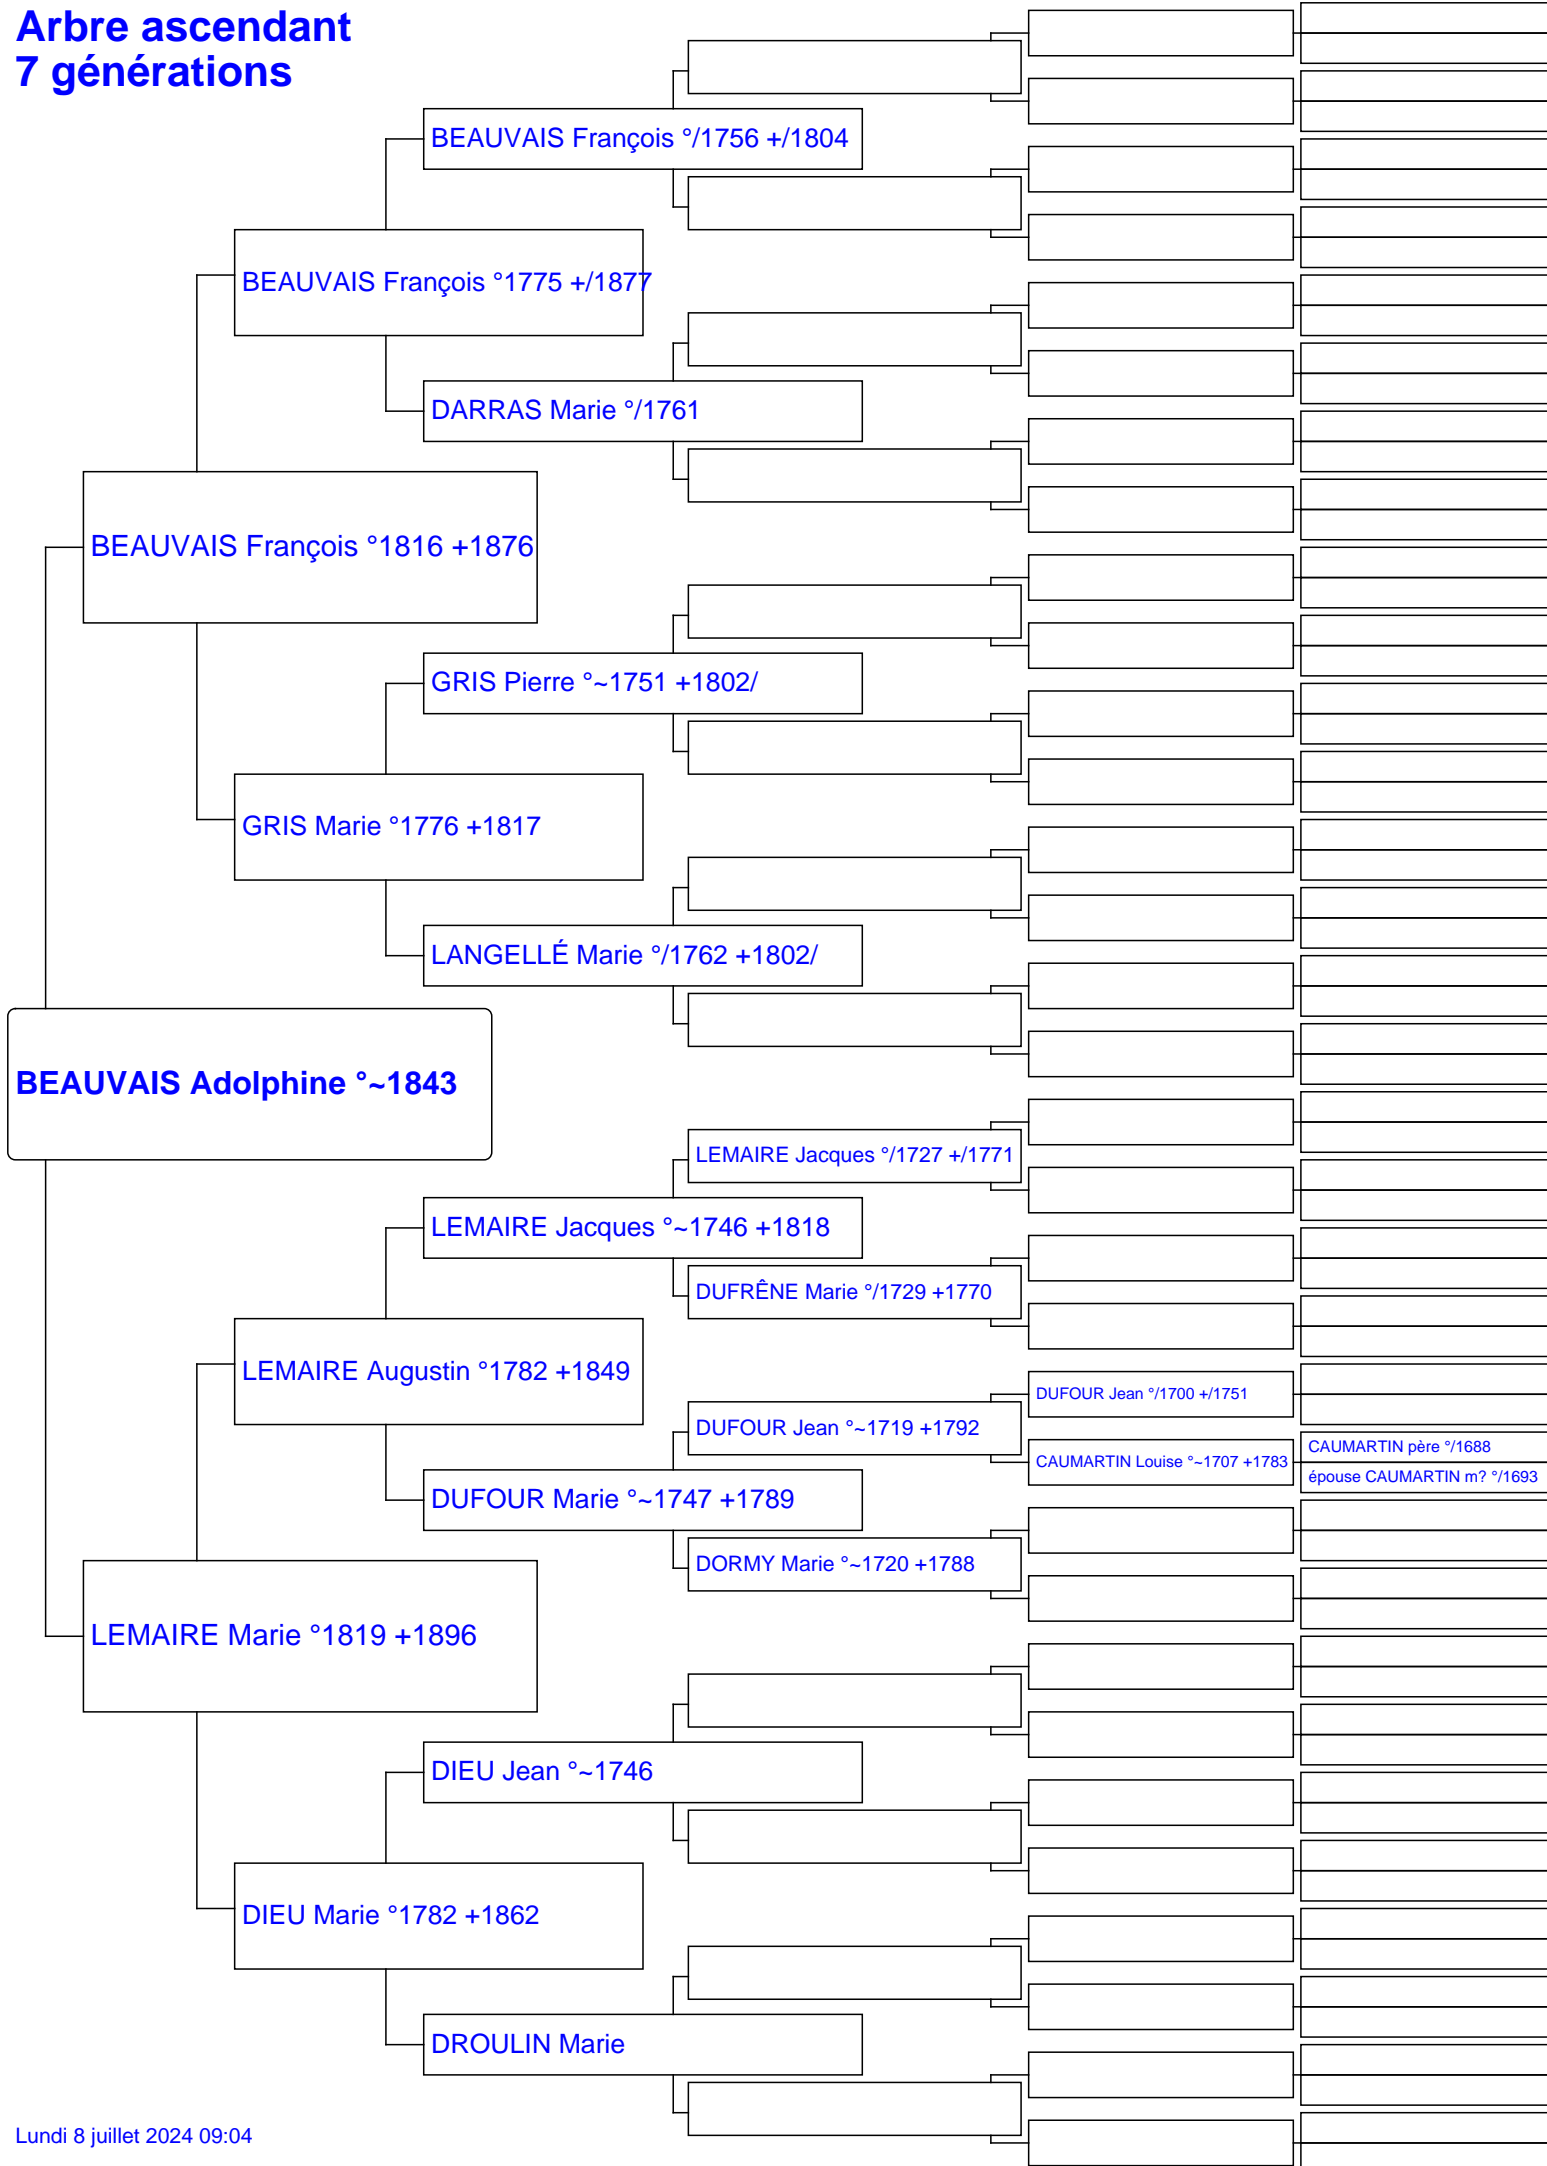 Arbre ascendant
7 générations
BEAUVAIS François °/1756 +/1804
BEAUVAIS François °1775 +/1877
DARRAS Marie °/1761
BEAUVAIS François °1816 +1876
GRIS Pierre °~1751 +1802/
GRIS Marie °1776 +1817
LANGELLÉ Marie °/1762 +1802/
BEAUVAIS Adolphine °~1843
LEMAIRE Jacques °/1727 +/1771
LEMAIRE Jacques °~1746 +1818
DUFRÊNE Marie °/1729 +1770
LEMAIRE Augustin °1782 +1849
DUFOUR Jean °/1700 +/1751
DUFOUR Jean °~1719 +1792
CAUMARTIN père °/1688
CAUMARTIN Louise °~1707 +1783
épouse CAUMARTIN m? °/1693
DUFOUR Marie °~1747 +1789
DORMY Marie °~1720 +1788
LEMAIRE Marie °1819 +1896
DIEU Jean °~1746
DIEU Marie °1782 +1862
DROULIN Marie
Lundi 8 juillet 2024 09:04